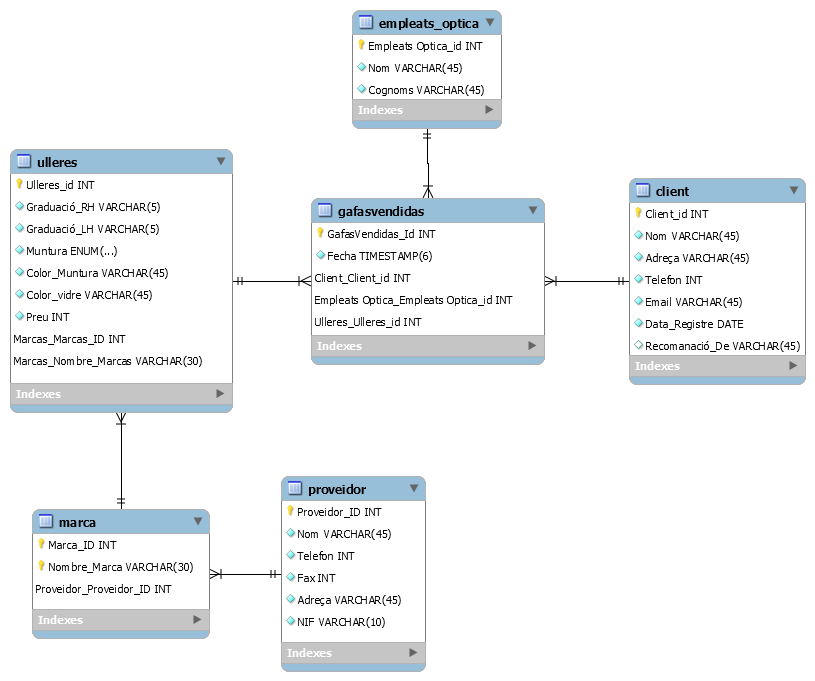 empleats_optica
Empleats Optica_id INT
Nom VARCHAR(45)
Cognoms VARCHAR(45)
Indexes
ulleres
Ulleres_id INT
Graduació_RH VARCHAR(5)
Graduació_LH VARCHAR(5)
Muntura ENUM(...)
Color_Muntura VARCHAR(45)
Color_vidre VARCHAR(45)
Preu INT
Marcas_Marcas_ID INT
Marcas_Nombre_Marcas VARCHAR(30)
Indexes
gafasvendidas
GafasVendidas_Id INT
Fecha TIMESTAMP(6)
Client_Client_id INT
Empleats Optica_Empleats Optica_id INT
Ulleres_Ulleres_id INT
Indexes
client
Client_id INT
Nom VARCHAR(45)
Adreça VARCHAR(45)
Telefon INT
Email VARCHAR(45)
Data_Registre DATE
Recomanació_De VARCHAR(45)
Indexes
marca
Marca_ID INT
Nombre_Marca VARCHAR(30)
Proveidor_Proveidor_ID INT
Indexes
proveidor
Proveidor_ID INT
Nom VARCHAR(45)
Telefon INT
Fax INT
Adreça VARCHAR(45)
NIF VARCHAR(10)
Indexes